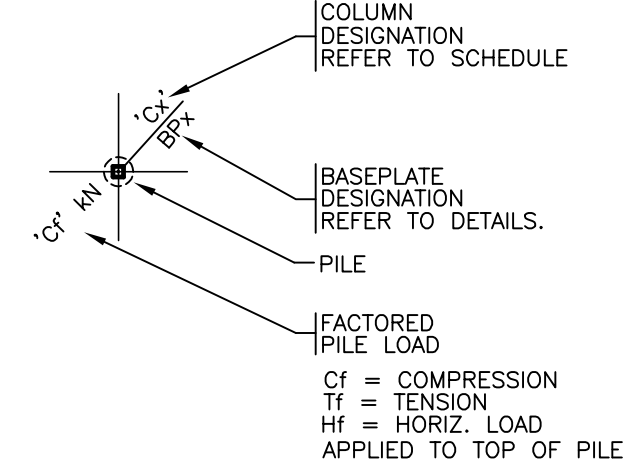 COLUMN
DESIGNATION
REFER TO SCHEDULE
'Cx'
BPx
BASEPLATE
DESIGNATION
REFER TO DETAILS.
'Cf' kN
PILE
FACTORED
PILE LOAD
Cf = COMPRESSION
Tf = TENSION
Hf = HORIZ. LOAD
APPLIED TO TOP OF PILE